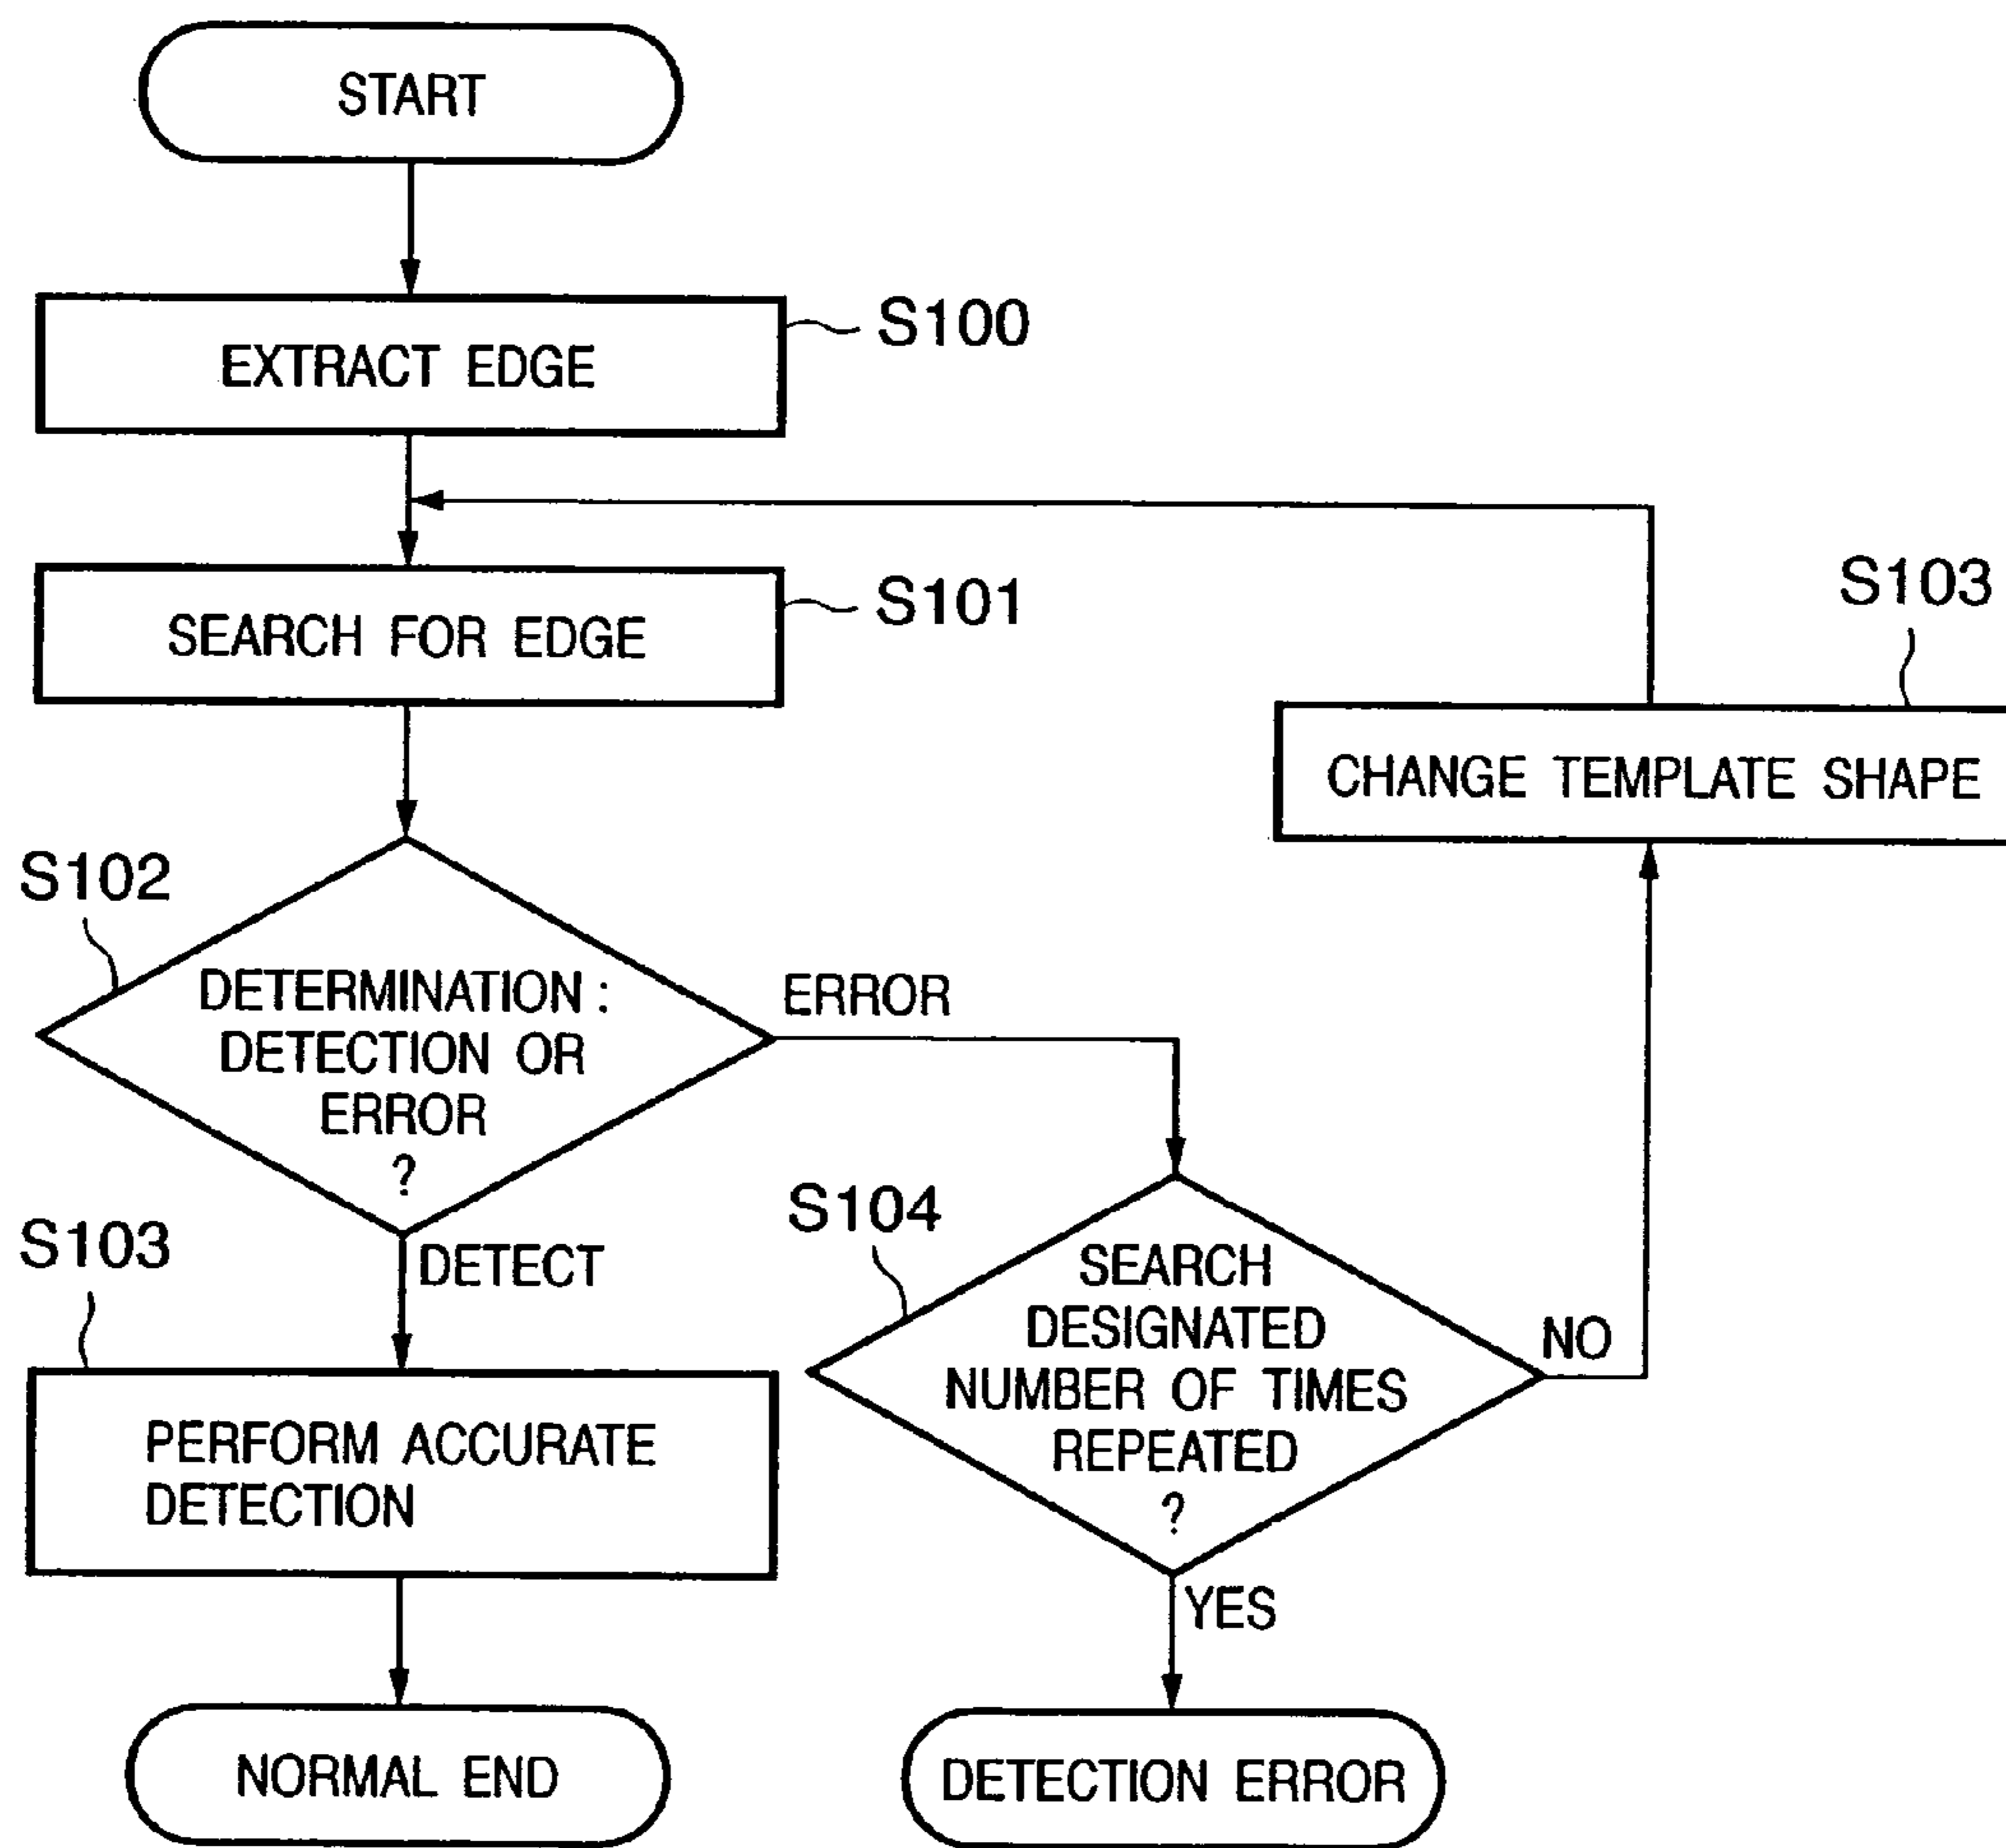 START
EXTRACT EDGE
S100
SEARCH FOR EDGE
S101
S103
CHANGE TEMPLATE SHAPE
S102
DETERMINATION :
DETECTION OR
ERROR
?
ERROR
DETECT
S103
PERFORM ACCURATE
DETECTION
NORMAL END
S104
SEARCH
DESIGNATED
NUMBER OF TIMES
REPEATED
?
NO
YES
DETECTION ERROR